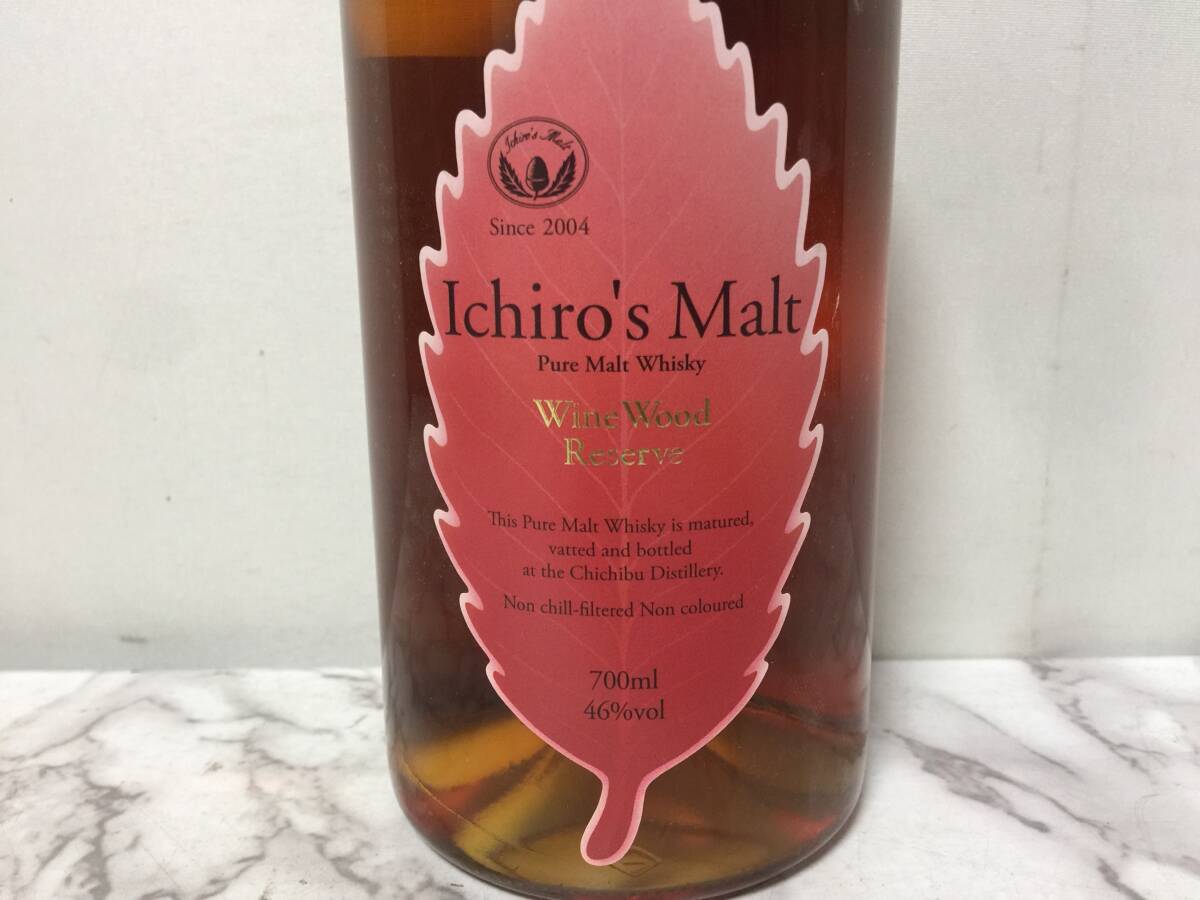 Ichiro's Malt
Since 2004
Ichiro's Malt
Pure Malt Whisky
Wine Wood
Reserve
This Pure Malt Whisky is matured,
vatted and bottled
at the Chichibu Distillery.
Non chill-filtered Non coloured
700ml
46%vol